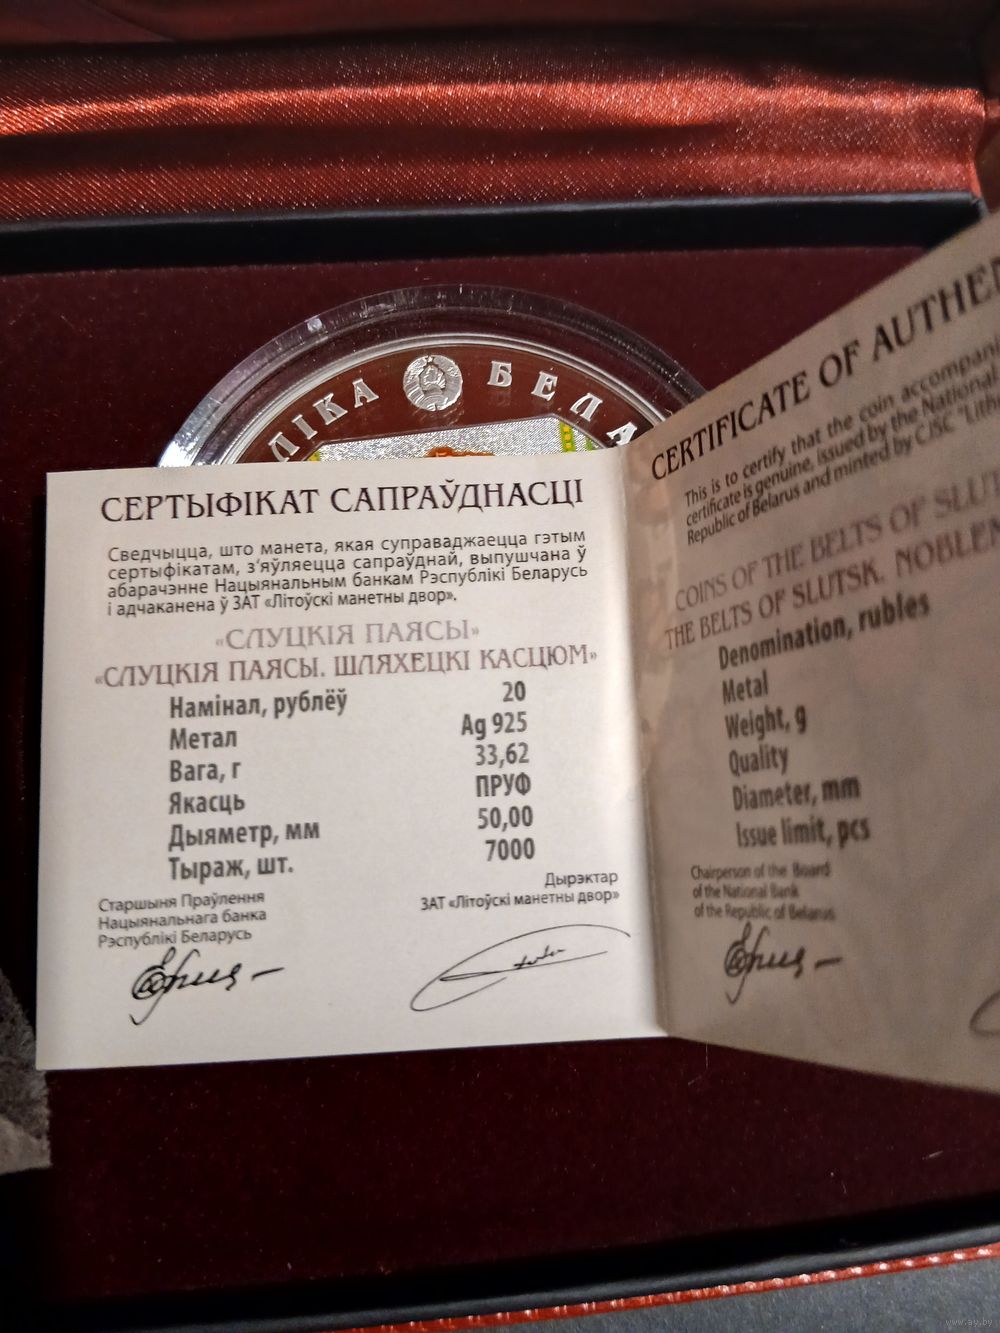 ЛІКА БЕЛА
СЕРТЫФІКАТ САПРАЎДНАСЦІ
Сведчыцца, што манета, якая суправаджаецца гэтым
сертыфікатам, з'яўляецца сапраўднай, выпушчана ў
абарачэнне Нацыянальным банкам Рэспублікі Беларусь
і адчаканена ў ЗАТ «Літоўскі манетны двор».
«СЛУЦКІЯ ПАЯСЫ»
«СЛУЦКІЯ ПАЯСЫ. ШЛЯХЕЦКІ КАСЦЮМ»
Намінал, рублёў 20
Метал Ag 925
Вага, г 33,62
Якасць ПРУФ
Дыяметр, мм 50,00
Тыраж, шт. 7000
Старшыня Праўлення
Нацыянальнага банка
Рэспублікі Беларусь
Дырэктар
ЗАТ «Літоўскі манетны двор»
CERTIFICATE OF AUTHE
This is to certify that the coin accompani
certificate is genuine, issued by the National
Republic of Belarus and minted by CJSC "Lith
COINS OF THE BELTS OF SLUT
THE BELTS OF SLUTSK. NOBLE
Denomination, rubles
Metal
Weight, g
Quality
Diameter, mm
Issue limit, pcs
Chairperson of the Board
of the National Bank
of the Republic of Belarus
www.ay.by